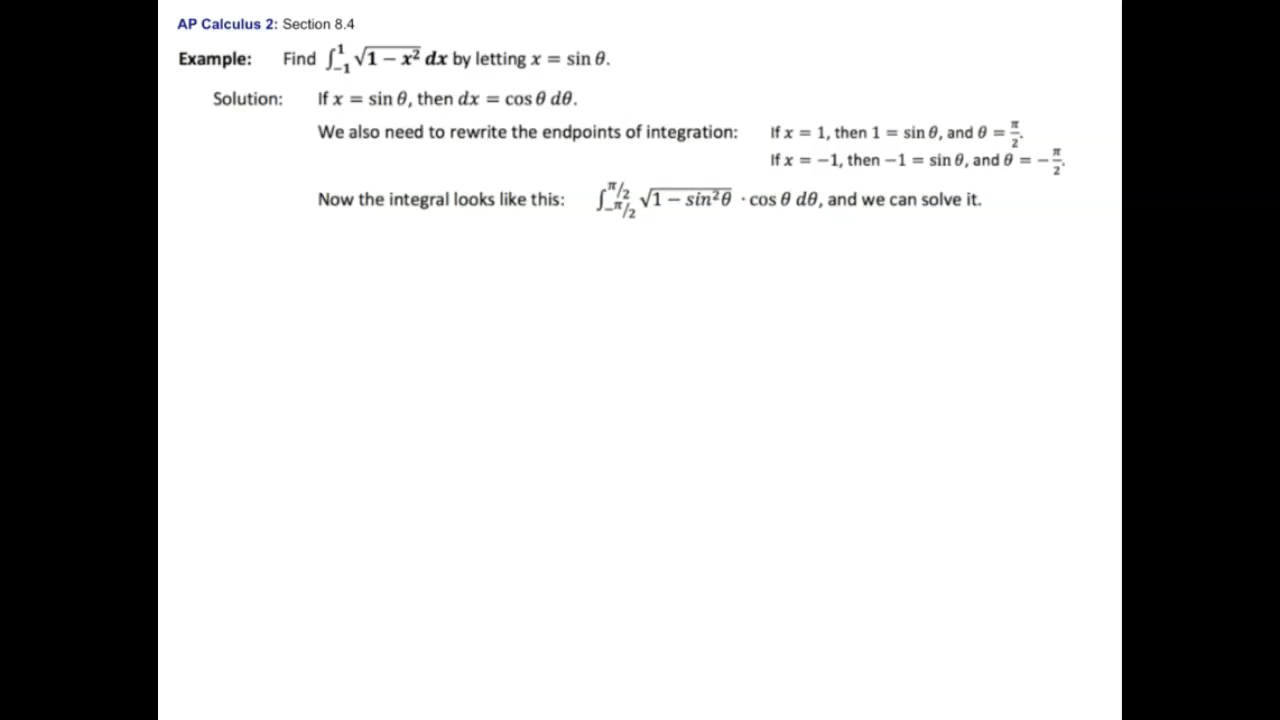 AP Calculus 2: Section 8.4
Example: Find ∫₋₁¹ √(1 − x²) dx by letting x = sin θ.
Solution: If x = sin θ, then dx = cos θ dθ.
We also need to rewrite the endpoints of integration: If x = 1, then 1 = sin θ, and θ = π/2.
If x = −1, then −1 = sin θ, and θ = −π/2.
Now the integral looks like this: ∫_{−π/2}^{π/2} √(1 − sin²θ) · cos θ dθ, and we can solve it.